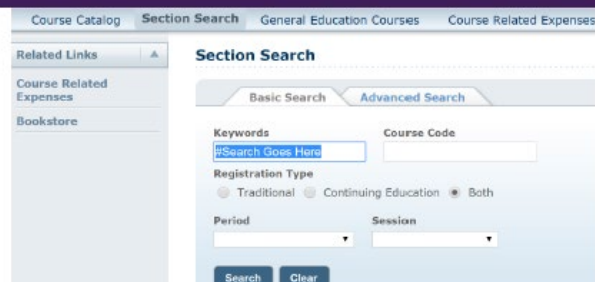 Course Catalog Section Search General Education Courses Course Related Expenses
Related Links
Section Search
Course Related
Expenses
Bookstore
Basic Search Advanced Search
Keywords Course Code
#Search Goes Here
Registration Type
Traditional Continuing Education Both
Period Session
Search Clear